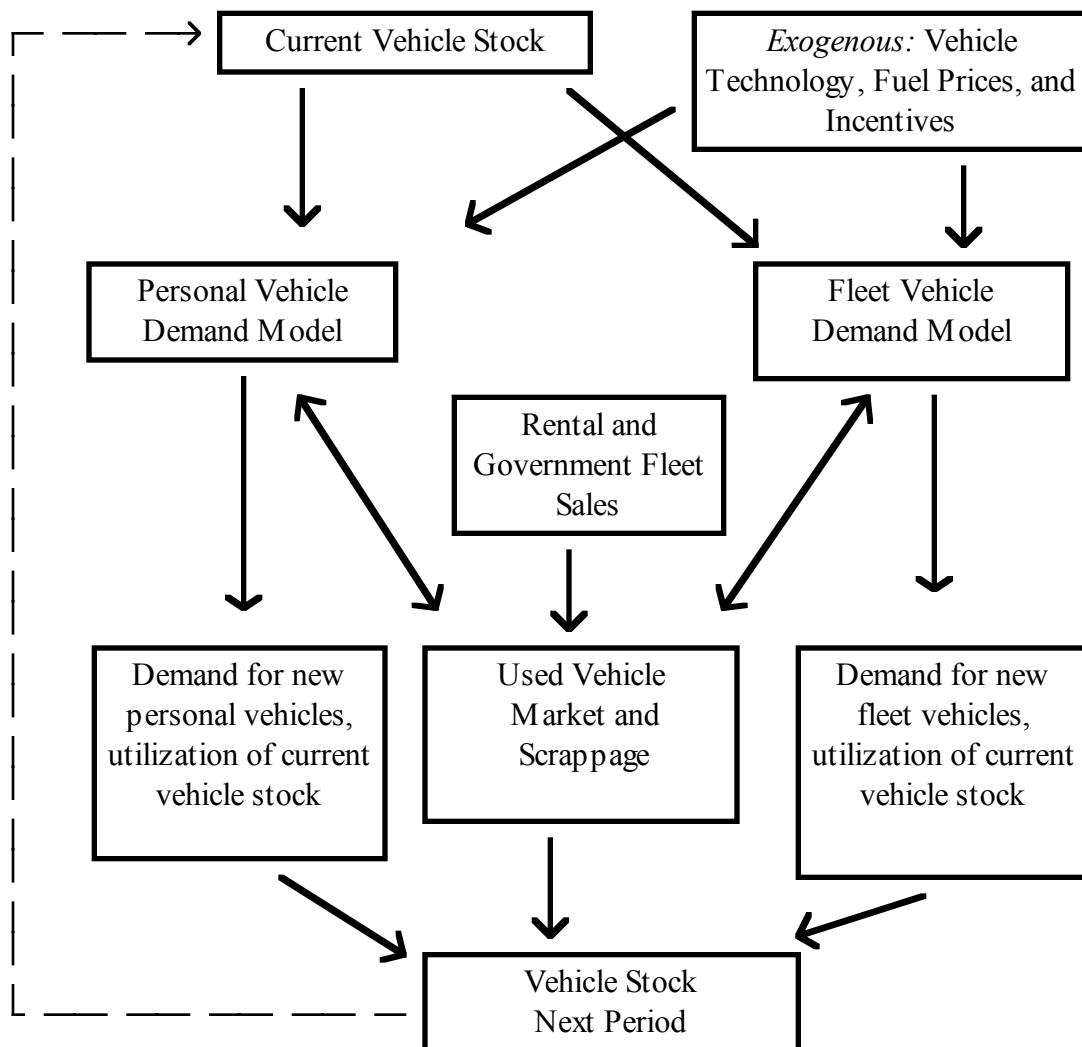 Current Vehicle Stock
Exogenous: Vehicle
Technology, Fuel Prices, and
Incentives
Personal Vehicle
Demand Model
Fleet Vehicle
Demand Model
Rental and
Government Fleet
Sales
Demand for new
personal vehicles,
utilization of current
vehicle stock
Used Vehicle
Market and
Scrappage
Demand for new
fleet vehicles,
utilization of current
vehicle stock
Vehicle Stock
Next Period